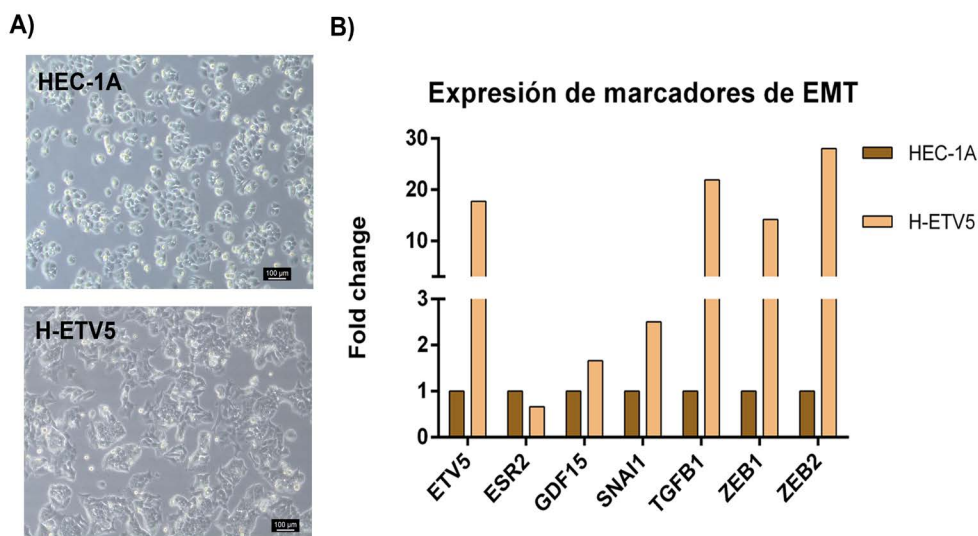 A)
HEC-1A
100 µm
H-ETV5
100 µm
B)
Expresión de marcadores de EMT
Fold change
30
20
10
3
2
1
0
ETV5
ESR2
GDF15
SNAI1
TGFB1
ZEB1
ZEB2
HEC-1A
H-ETV5